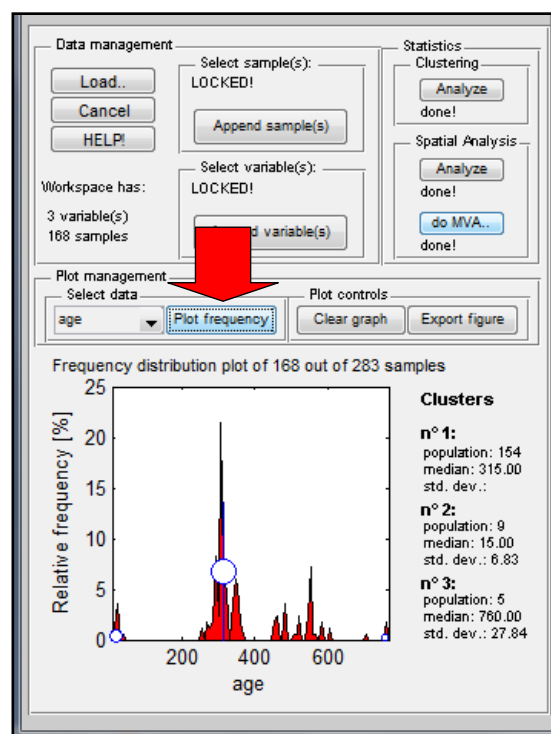 Data management
Load..
Cancel
HELP!
Workspace has:
3 variable(s)
168 samples
Select sample(s):
LOCKED!
Append sample(s)
Select variable(s):
LOCKED!
variable(s)
Statistics
Clustering
Analyze
done!
Spatial Analysis
Analyze
done!
do MVA..
done!
Plot management
Select data
age
Plot frequency
Plot controls
Clear graph
Export figure
Frequency distribution plot of 168 out of 283 samples
25
20
15
10
5
0
Relative frequency [%]
200 400 600
age
Clusters
n° 1:
population: 154
median: 315.00
std. dev.:
n° 2:
population: 9
median: 15.00
std. dev.: 6.83
n° 3:
population: 5
median: 760.00
std. dev.: 27.84